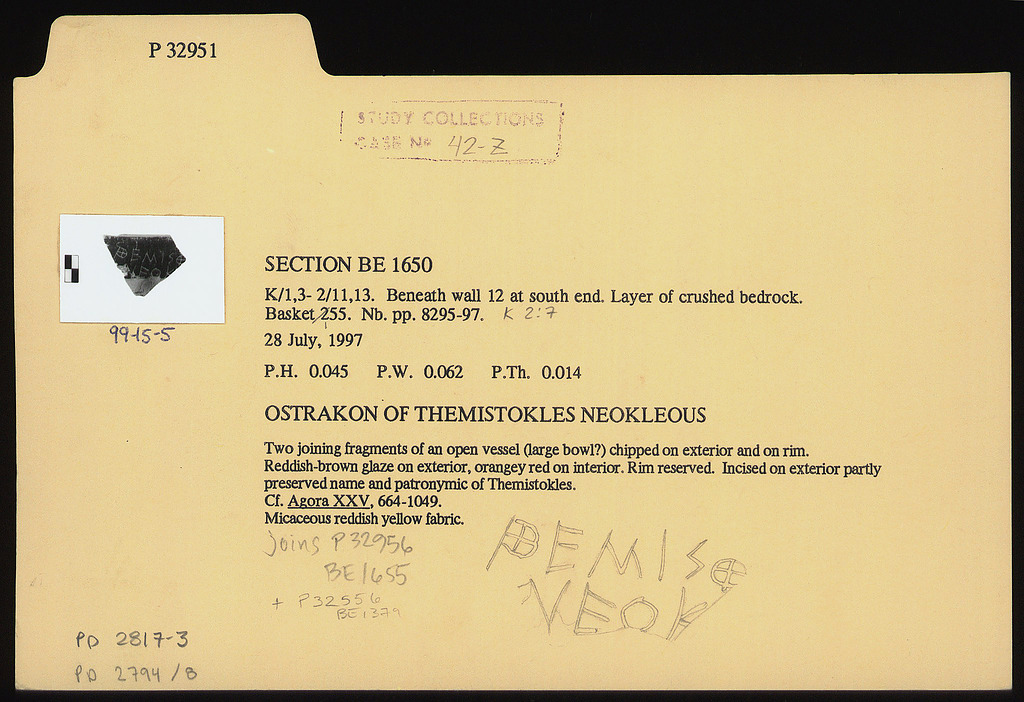 P 32951
STUDY COLLECTIONS
CASE No 42-Z
99-15-5
SECTION BE 1650
K/1,3- 2/11,13. Beneath wall 12 at south end. Layer of crushed bedrock.
Basket 255. Nb. pp. 8295-97. K 2:7
28 July, 1997
P.H. 0.045 P.W. 0.062 P.Th. 0.014
OSTRAKON OF THEMISTOKLES NEOKLEOUS
Two joining fragments of an open vessel (large bowl?) chipped on exterior and on rim.
Reddish-brown glaze on exterior, orangey red on interior. Rim reserved. Incised on exterior partly
preserved name and patronymic of Themistokles.
Cf. Agora XXV, 664-1049.
Micaceous reddish yellow fabric.
joins P32956
BE1655
+ P32556
BE1379
ΘEMISΘ
NEOK
PD 2817-3
PD 2794/8